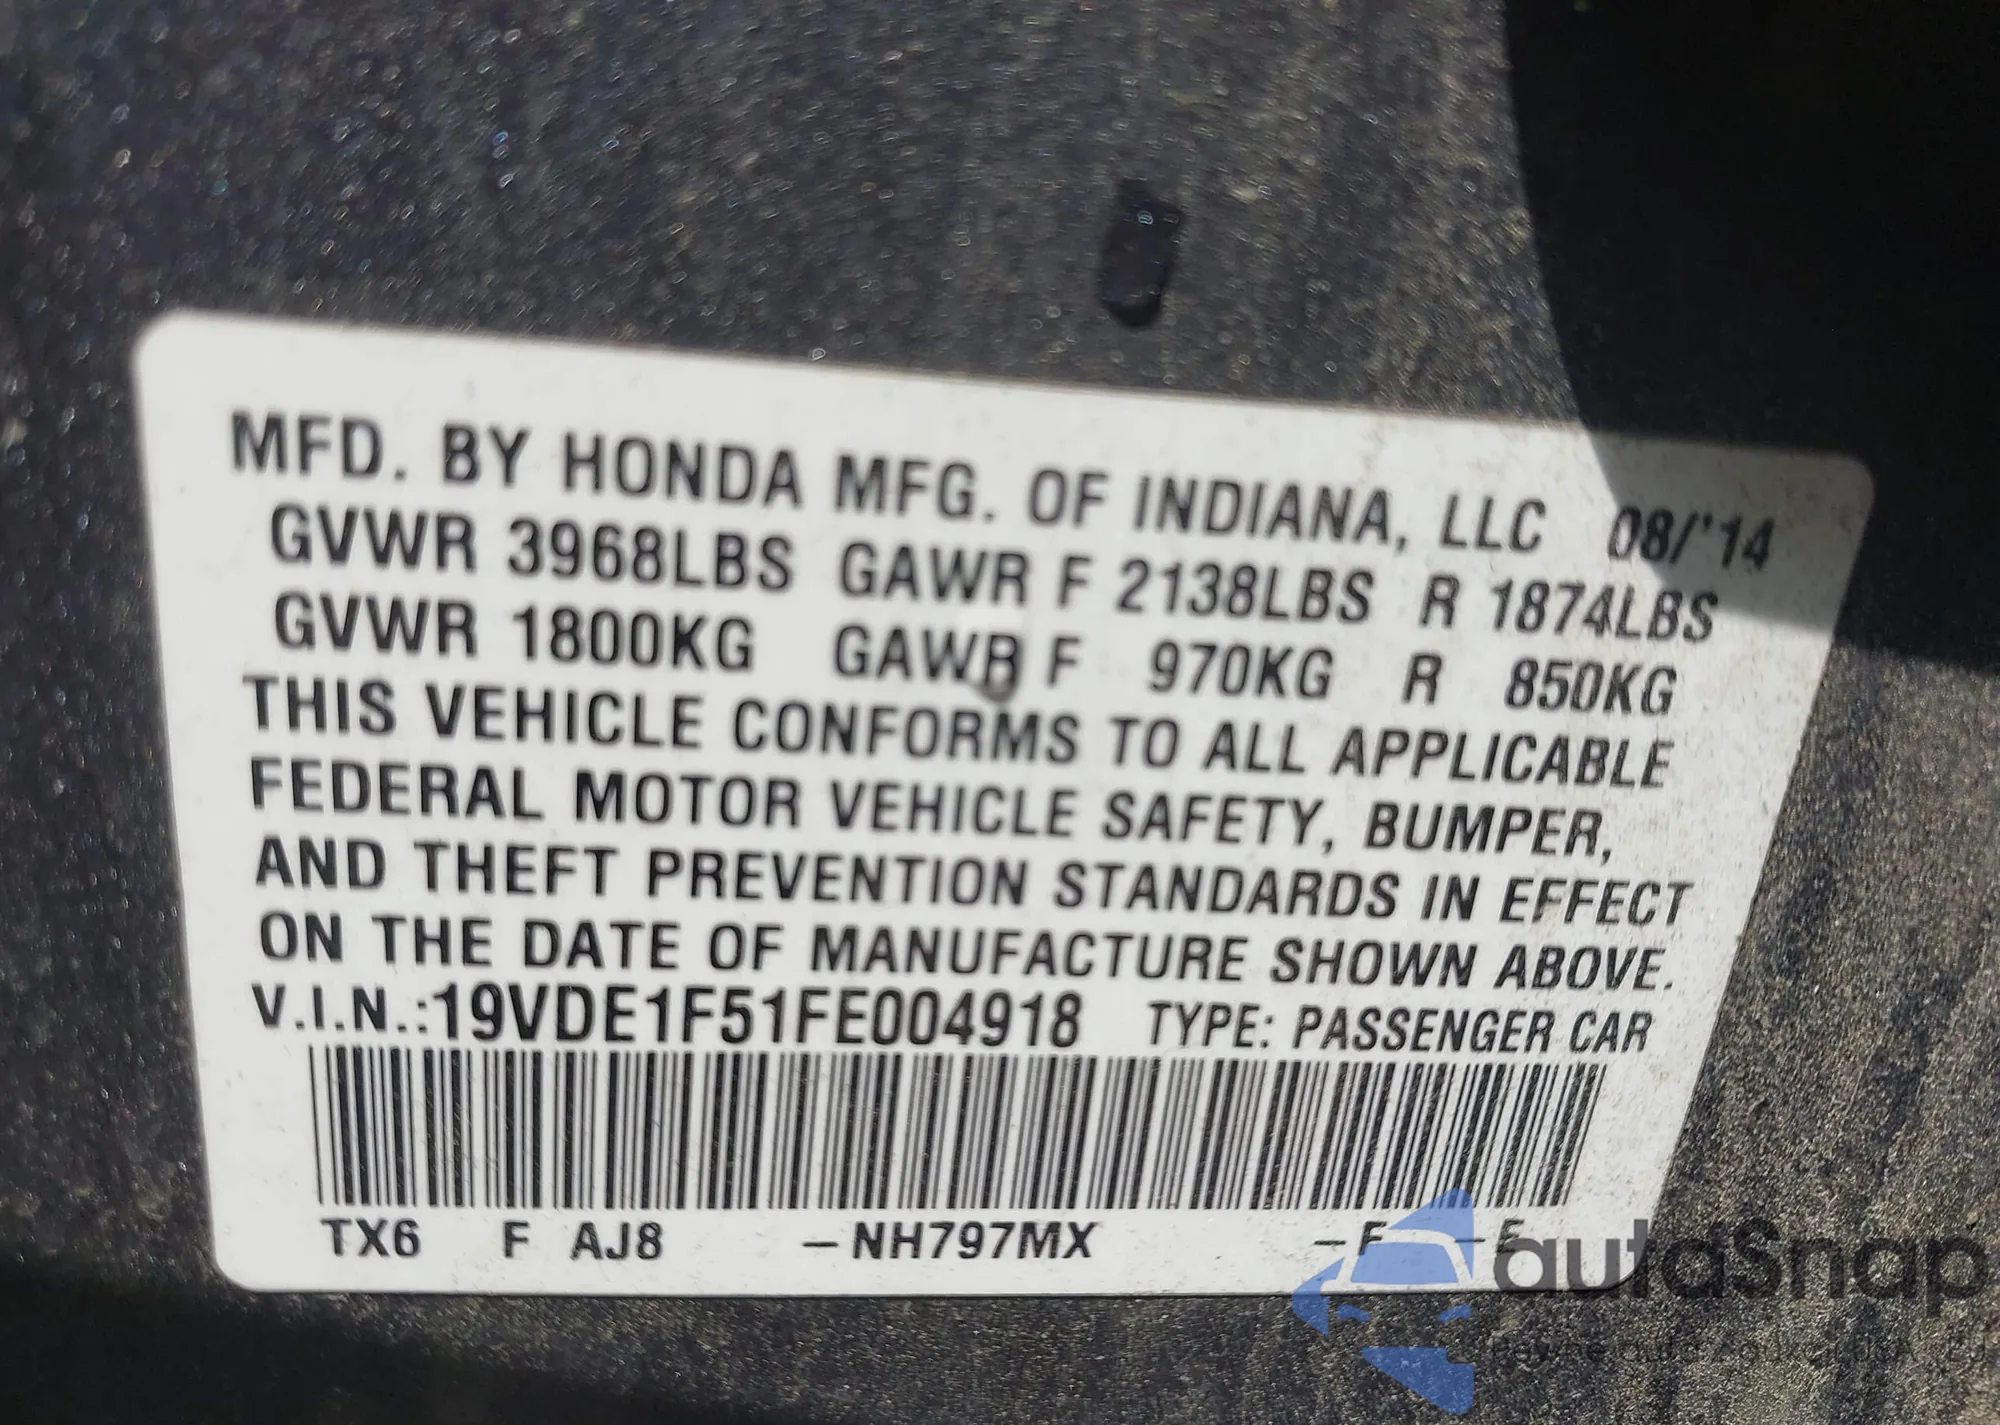 MFD. BY HONDA MFG. OF INDIANA, LLC 08/'14
GVWR 3968LBS GAWR F 2138LBS R 1874LBS
GVWR 1800KG GAWR F 970KG R 850KG
THIS VEHICLE CONFORMS TO ALL APPLICABLE
FEDERAL MOTOR VEHICLE SAFETY, BUMPER,
AND THEFT PREVENTION STANDARDS IN EFFECT
ON THE DATE OF MANUFACTURE SHOWN ABOVE.
V.I.N.:19VDE1F51FE004918 TYPE: PASSENGER CAR
TX6 F AJ8 –NH797MX
autoSnap